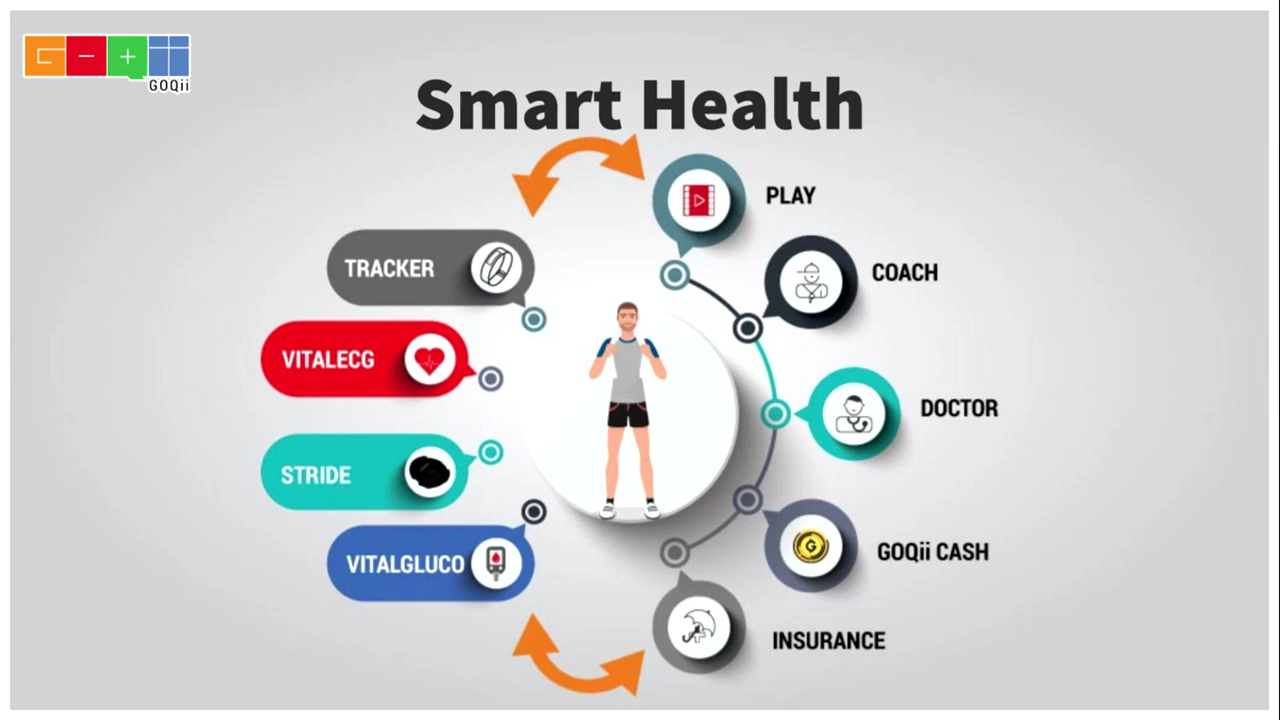 GOQii
Smart Health
PLAY
TRACKER
COACH
VITALECG
DOCTOR
STRIDE
GOQii CASH
VITALGLUCO
INSURANCE